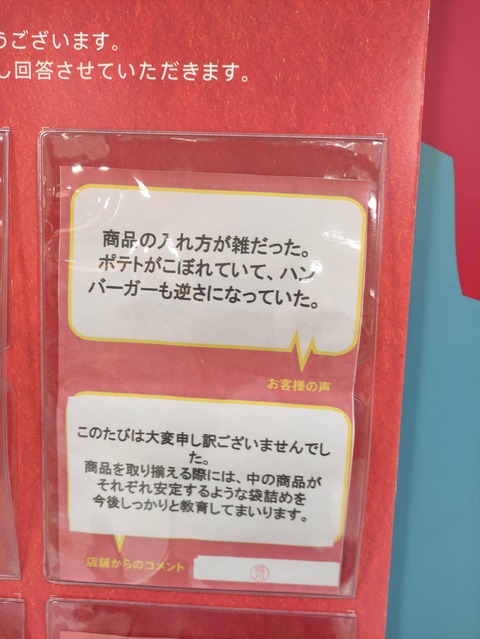 うございます。
し回答させていただきます。
商品の入れ方が雑だった。
ポテトがこぼれていて、ハン
バーガーも逆さになっていた。
お客様の声
このたびは大変申し訳ございませんでし
た。
商品を取り揃える際には、中の商品が
それぞれ安定するような袋詰めを
今後しっかりと教育してまいります。
店舗からのコメント